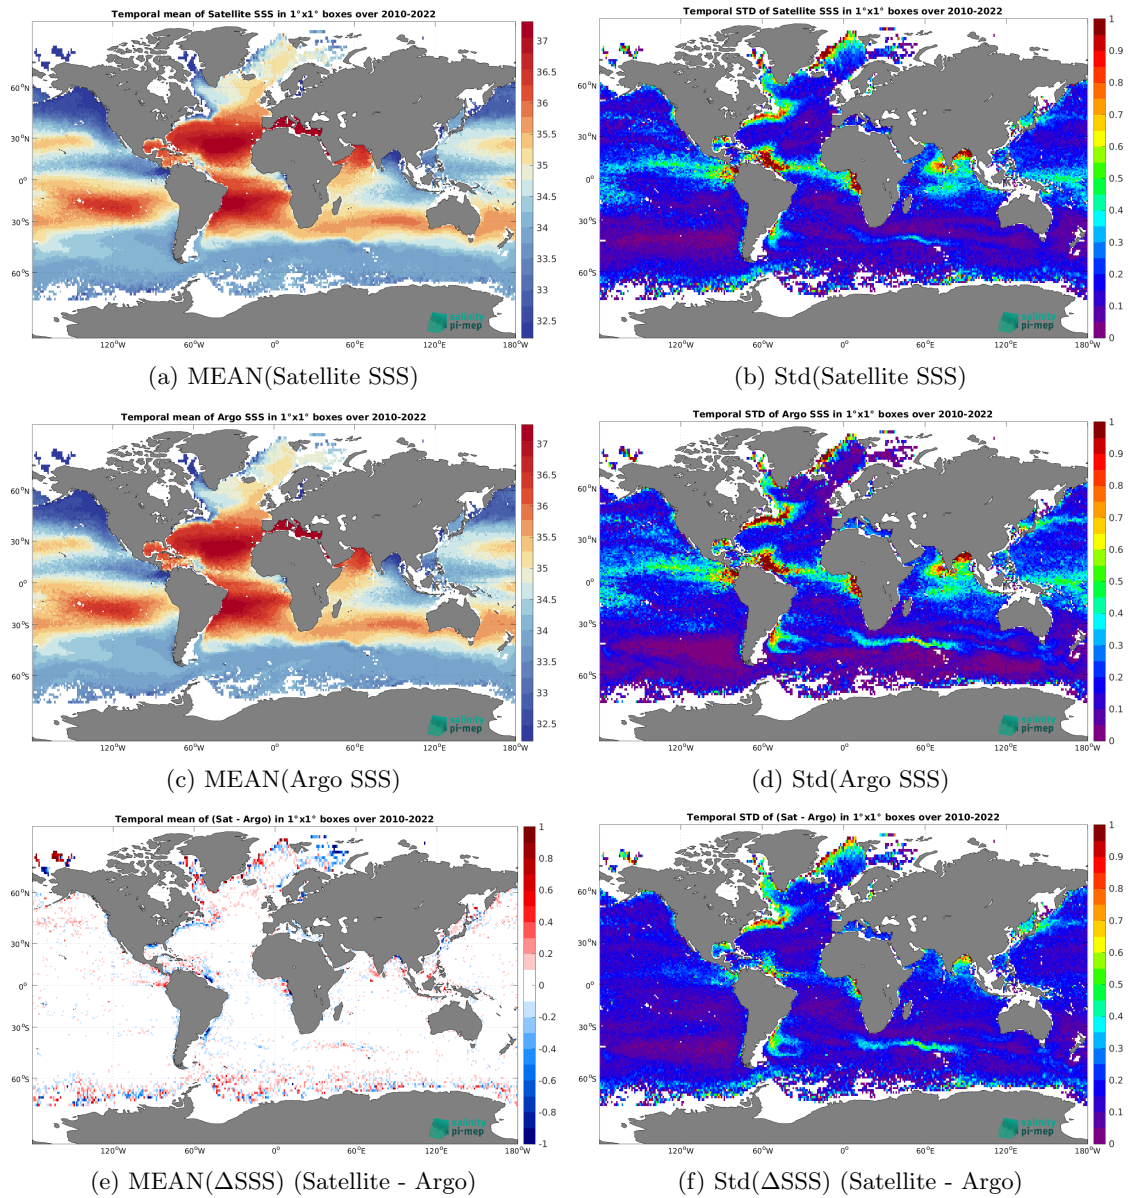 Temporal mean of Satellite SSS in 1°x1° boxes over 2010-2022
Temporal STD of Satellite SSS in 1°x1° boxes over 2010-2022
60°N
30°N
0°
30°S
60°S
120°W
60°W
0°
60°E
120°E
180°W
37
36.5
36
35.5
35
34.5
34
33.5
33
32.5
salinity
pi-mep
60°N
30°N
0°
30°S
60°S
120°W
60°W
0°
60°E
120°E
180°W
1
0.9
0.8
0.7
0.6
0.5
0.4
0.3
0.2
0.1
0
salinity
pi-mep
(a) MEAN(Satellite SSS)
(b) Std(Satellite SSS)
Temporal mean of Argo SSS in 1°x1° boxes over 2010-2022
Temporal STD of Argo SSS in 1°x1° boxes over 2010-2022
60°N
30°N
0°
30°S
60°S
120°W
60°W
0°
60°E
120°E
180°W
37
36.5
36
35.5
35
34.5
34
33.5
33
32.5
salinity
pi-mep
60°N
30°N
0°
30°S
60°S
120°W
60°W
0°
60°E
120°E
180°W
1
0.9
0.8
0.7
0.6
0.5
0.4
0.3
0.2
0.1
0
salinity
pi-mep
(c) MEAN(Argo SSS)
(d) Std(Argo SSS)
Temporal mean of (Sat - Argo) in 1°x1° boxes over 2010-2022
Temporal STD of (Sat - Argo) in 1°x1° boxes over 2010-2022
60°N
30°N
0°
30°S
60°S
120°W
60°W
0°
60°E
120°E
180°W
1
0.8
0.6
0.4
0.2
0
-0.2
-0.4
-0.6
-0.8
-1
salinity
pi-mep
60°N
30°N
0°
30°S
60°S
120°W
60°W
0°
60°E
120°E
180°W
1
0.9
0.8
0.7
0.6
0.5
0.4
0.3
0.2
0.1
0
salinity
pi-mep
(e) MEAN(ΔSSS) (Satellite - Argo)
(f) Std(ΔSSS) (Satellite - Argo)